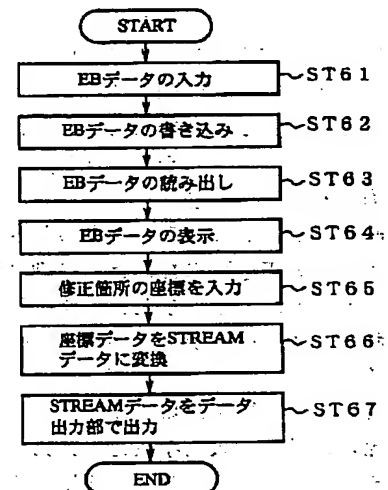 START
EBデータの入力
~ST61
EBデータの書き込み
~ST62
EBデータの読み出し
~ST63
EBデータの表示
~ST64
修正箇所の座標を入力
~ST65
座標データをSTREAM
データに変換
~ST66
STREAMデータをデータ
出力部で出力
~ST67
END